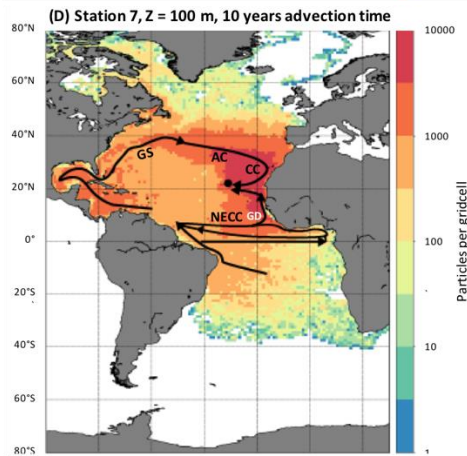 (D) Station 7, Z = 100 m, 10 years advection time
80°N
60°N
40°N
20°N
0°
20°S
40°S
60°S
80°S
GS
AC
CC
NECC
GD
10000
1000
100
10
1
Particles per gridcell